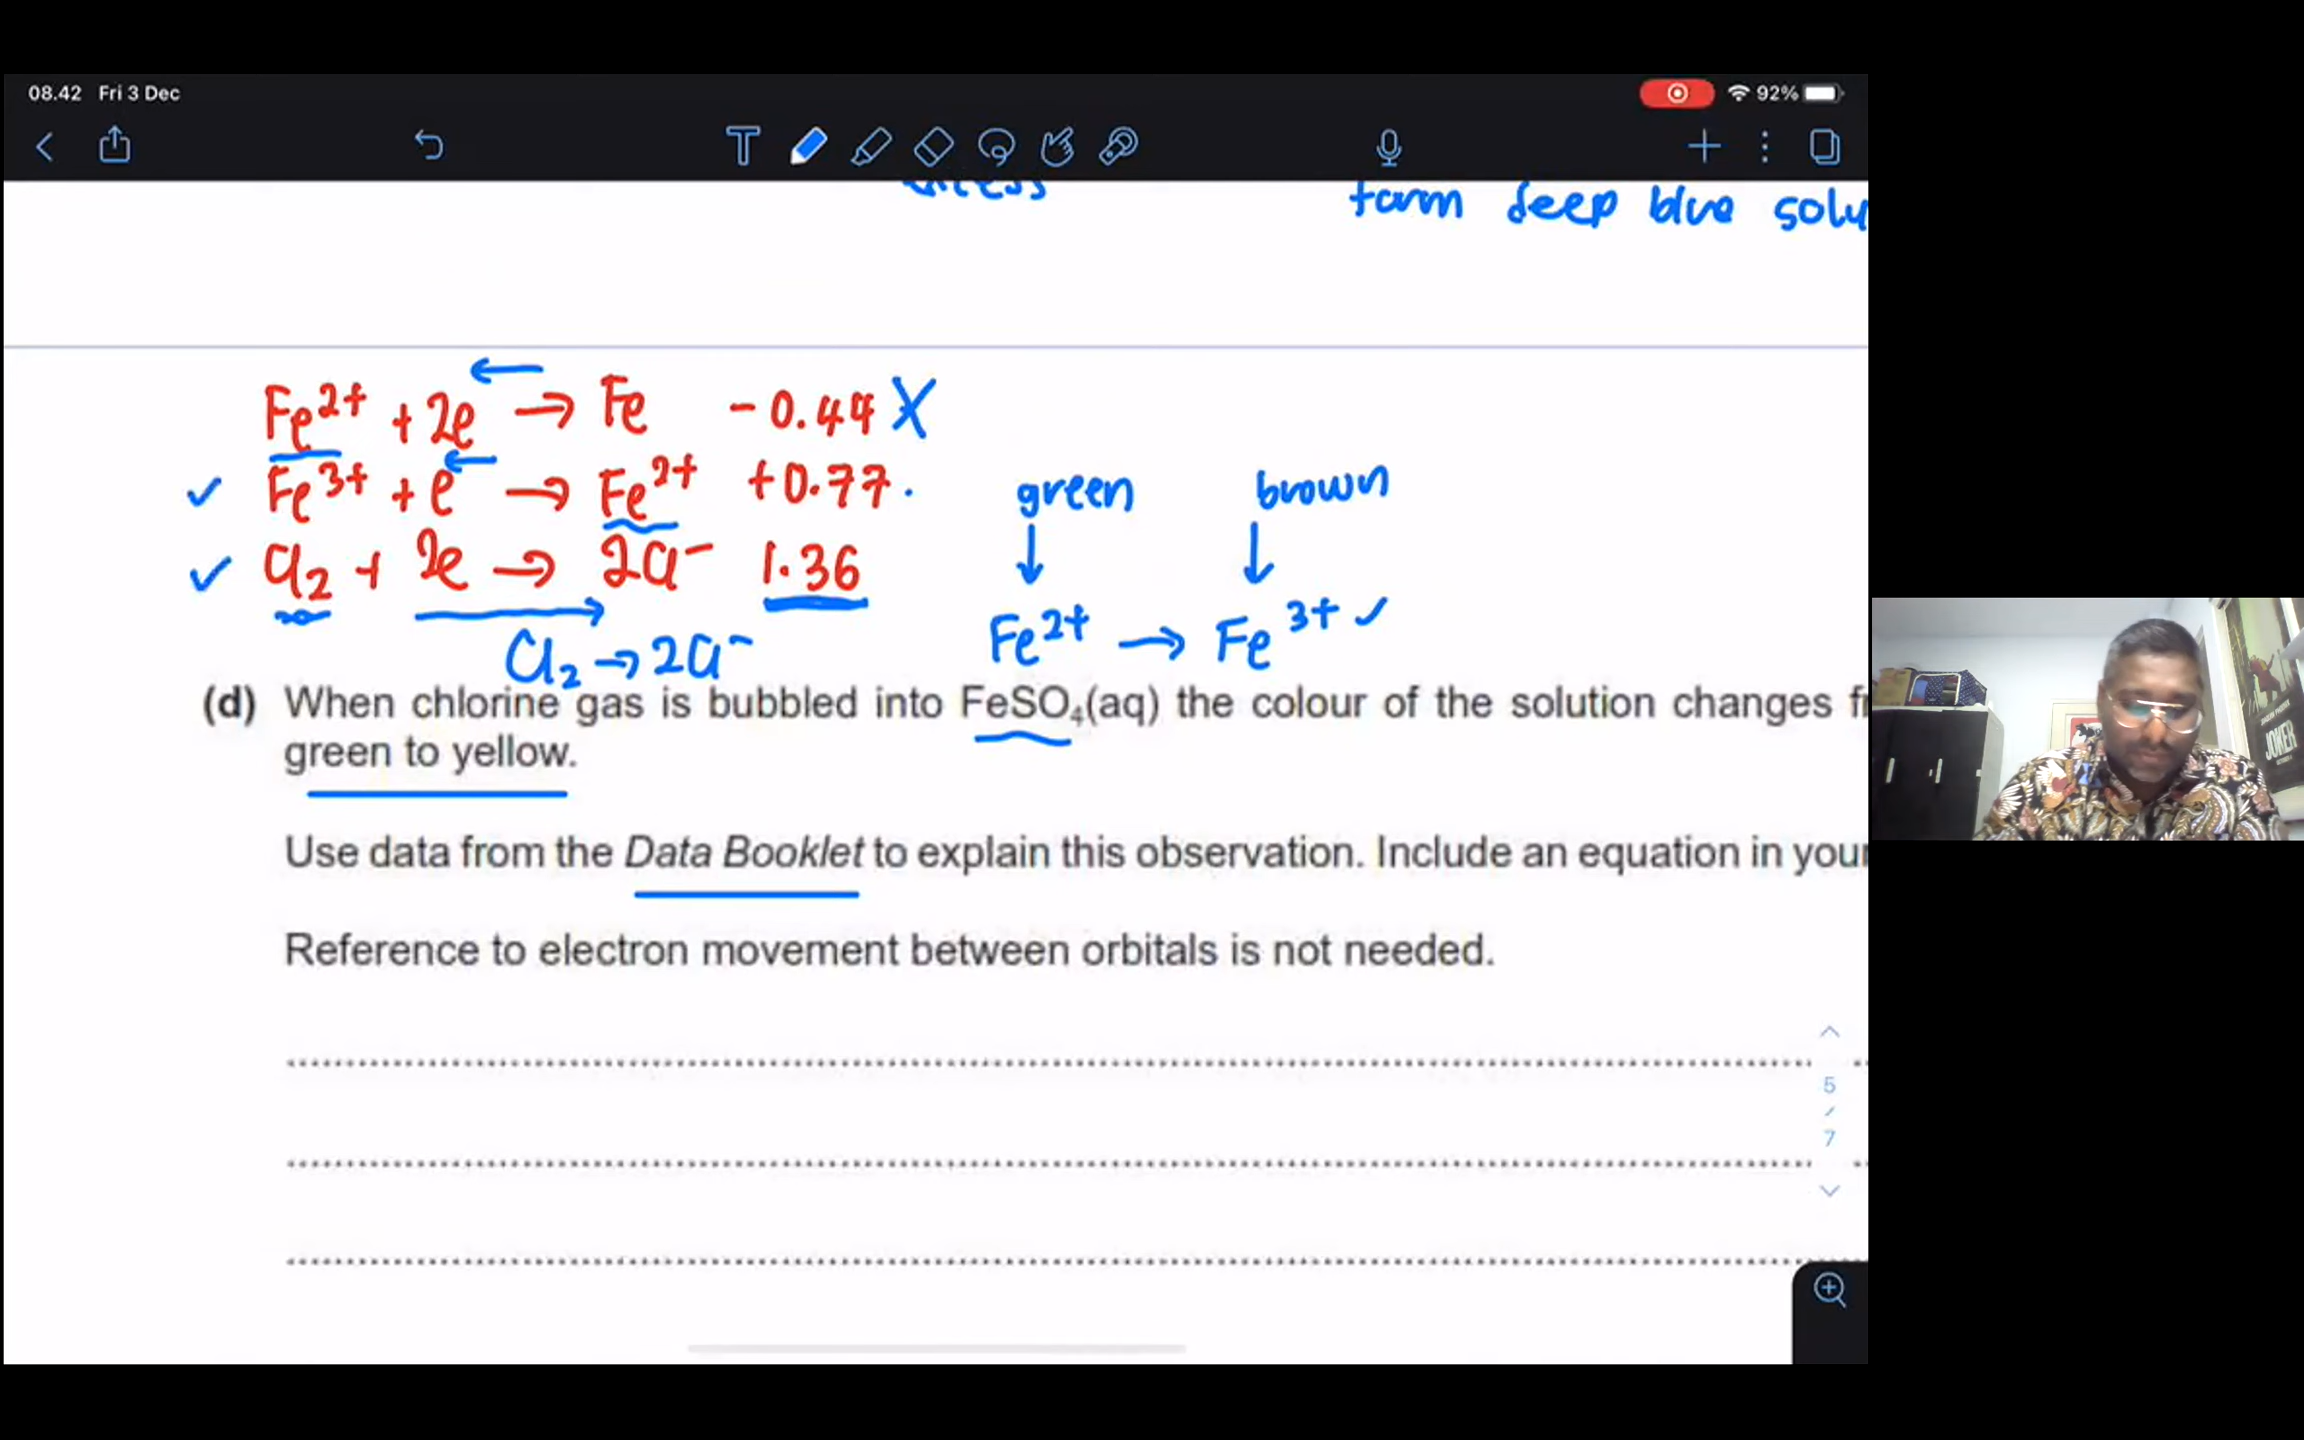 08.42 Fri 3 Dec
92%
form deep blue solu
Fe²⁺ + 2e → Fe - 0.44 X
✓ Fe³⁺ + e → Fe²⁺ +0.77.
green brown
✓ Cl₂ + 2e → 2Cl⁻ 1.36
Cl₂ → 2Cl⁻
Fe²⁺ → Fe³⁺ ✓
(d) When chlorine gas is bubbled into FeSO₄(aq) the colour of the solution changes fr
green to yellow.
Use data from the Data Booklet to explain this observation. Include an equation in your
Reference to electron movement between orbitals is not needed.
5
/
7
JOKER